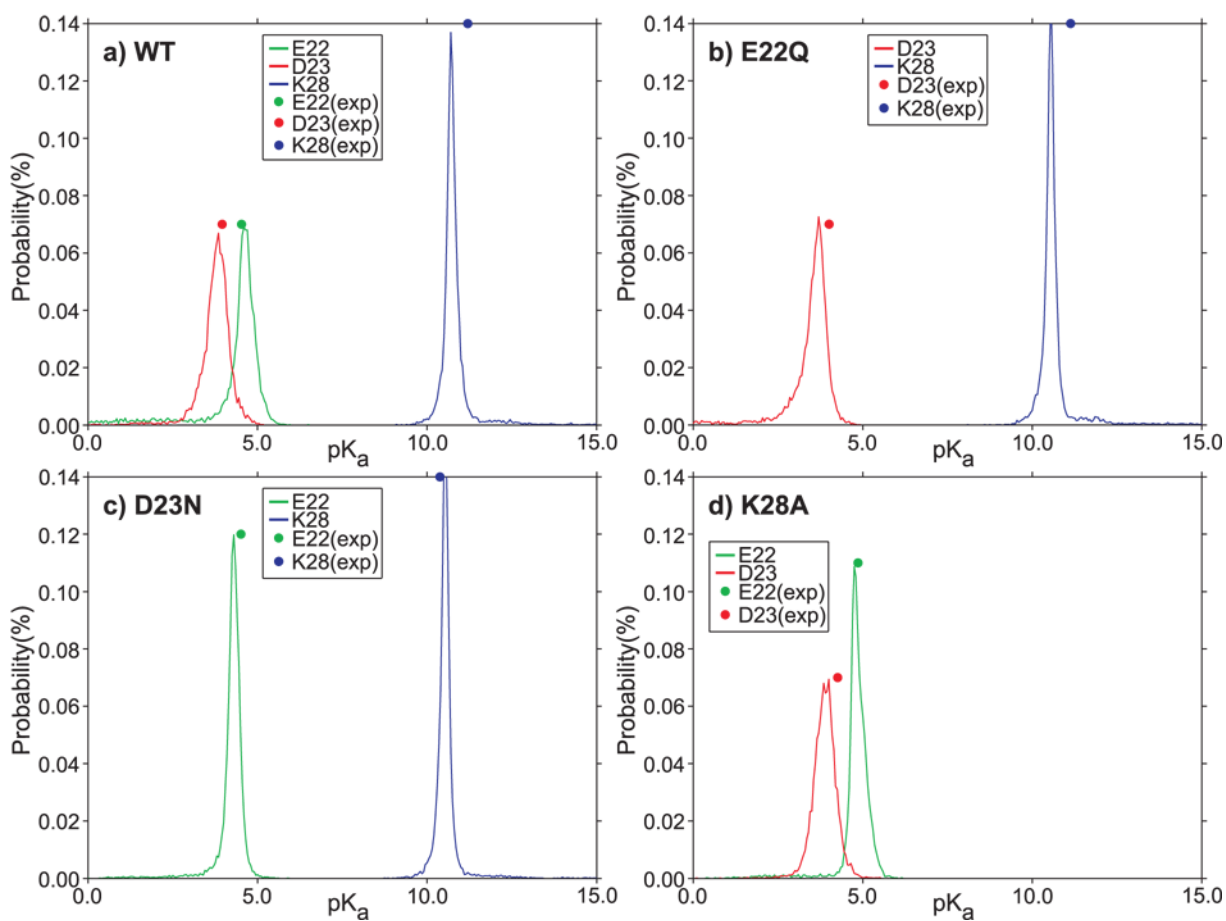 a) WT
E22
D23
K28
E22(exp)
D23(exp)
K28(exp)
Probability(%)
0.14
0.12
0.10
0.08
0.06
0.04
0.02
0.00
0.0
5.0
10.0
15.0
pKa
b) E22Q
D23
K28
D23(exp)
K28(exp)
Probability(%)
0.14
0.12
0.10
0.08
0.06
0.04
0.02
0.00
0.0
5.0
10.0
15.0
pKa
c) D23N
E22
K28
E22(exp)
K28(exp)
Probability(%)
0.14
0.12
0.10
0.08
0.06
0.04
0.02
0.00
0.0
5.0
10.0
15.0
pKa
d) K28A
E22
D23
E22(exp)
D23(exp)
Probability(%)
0.14
0.12
0.10
0.08
0.06
0.04
0.02
0.00
0.0
5.0
10.0
15.0
pKa